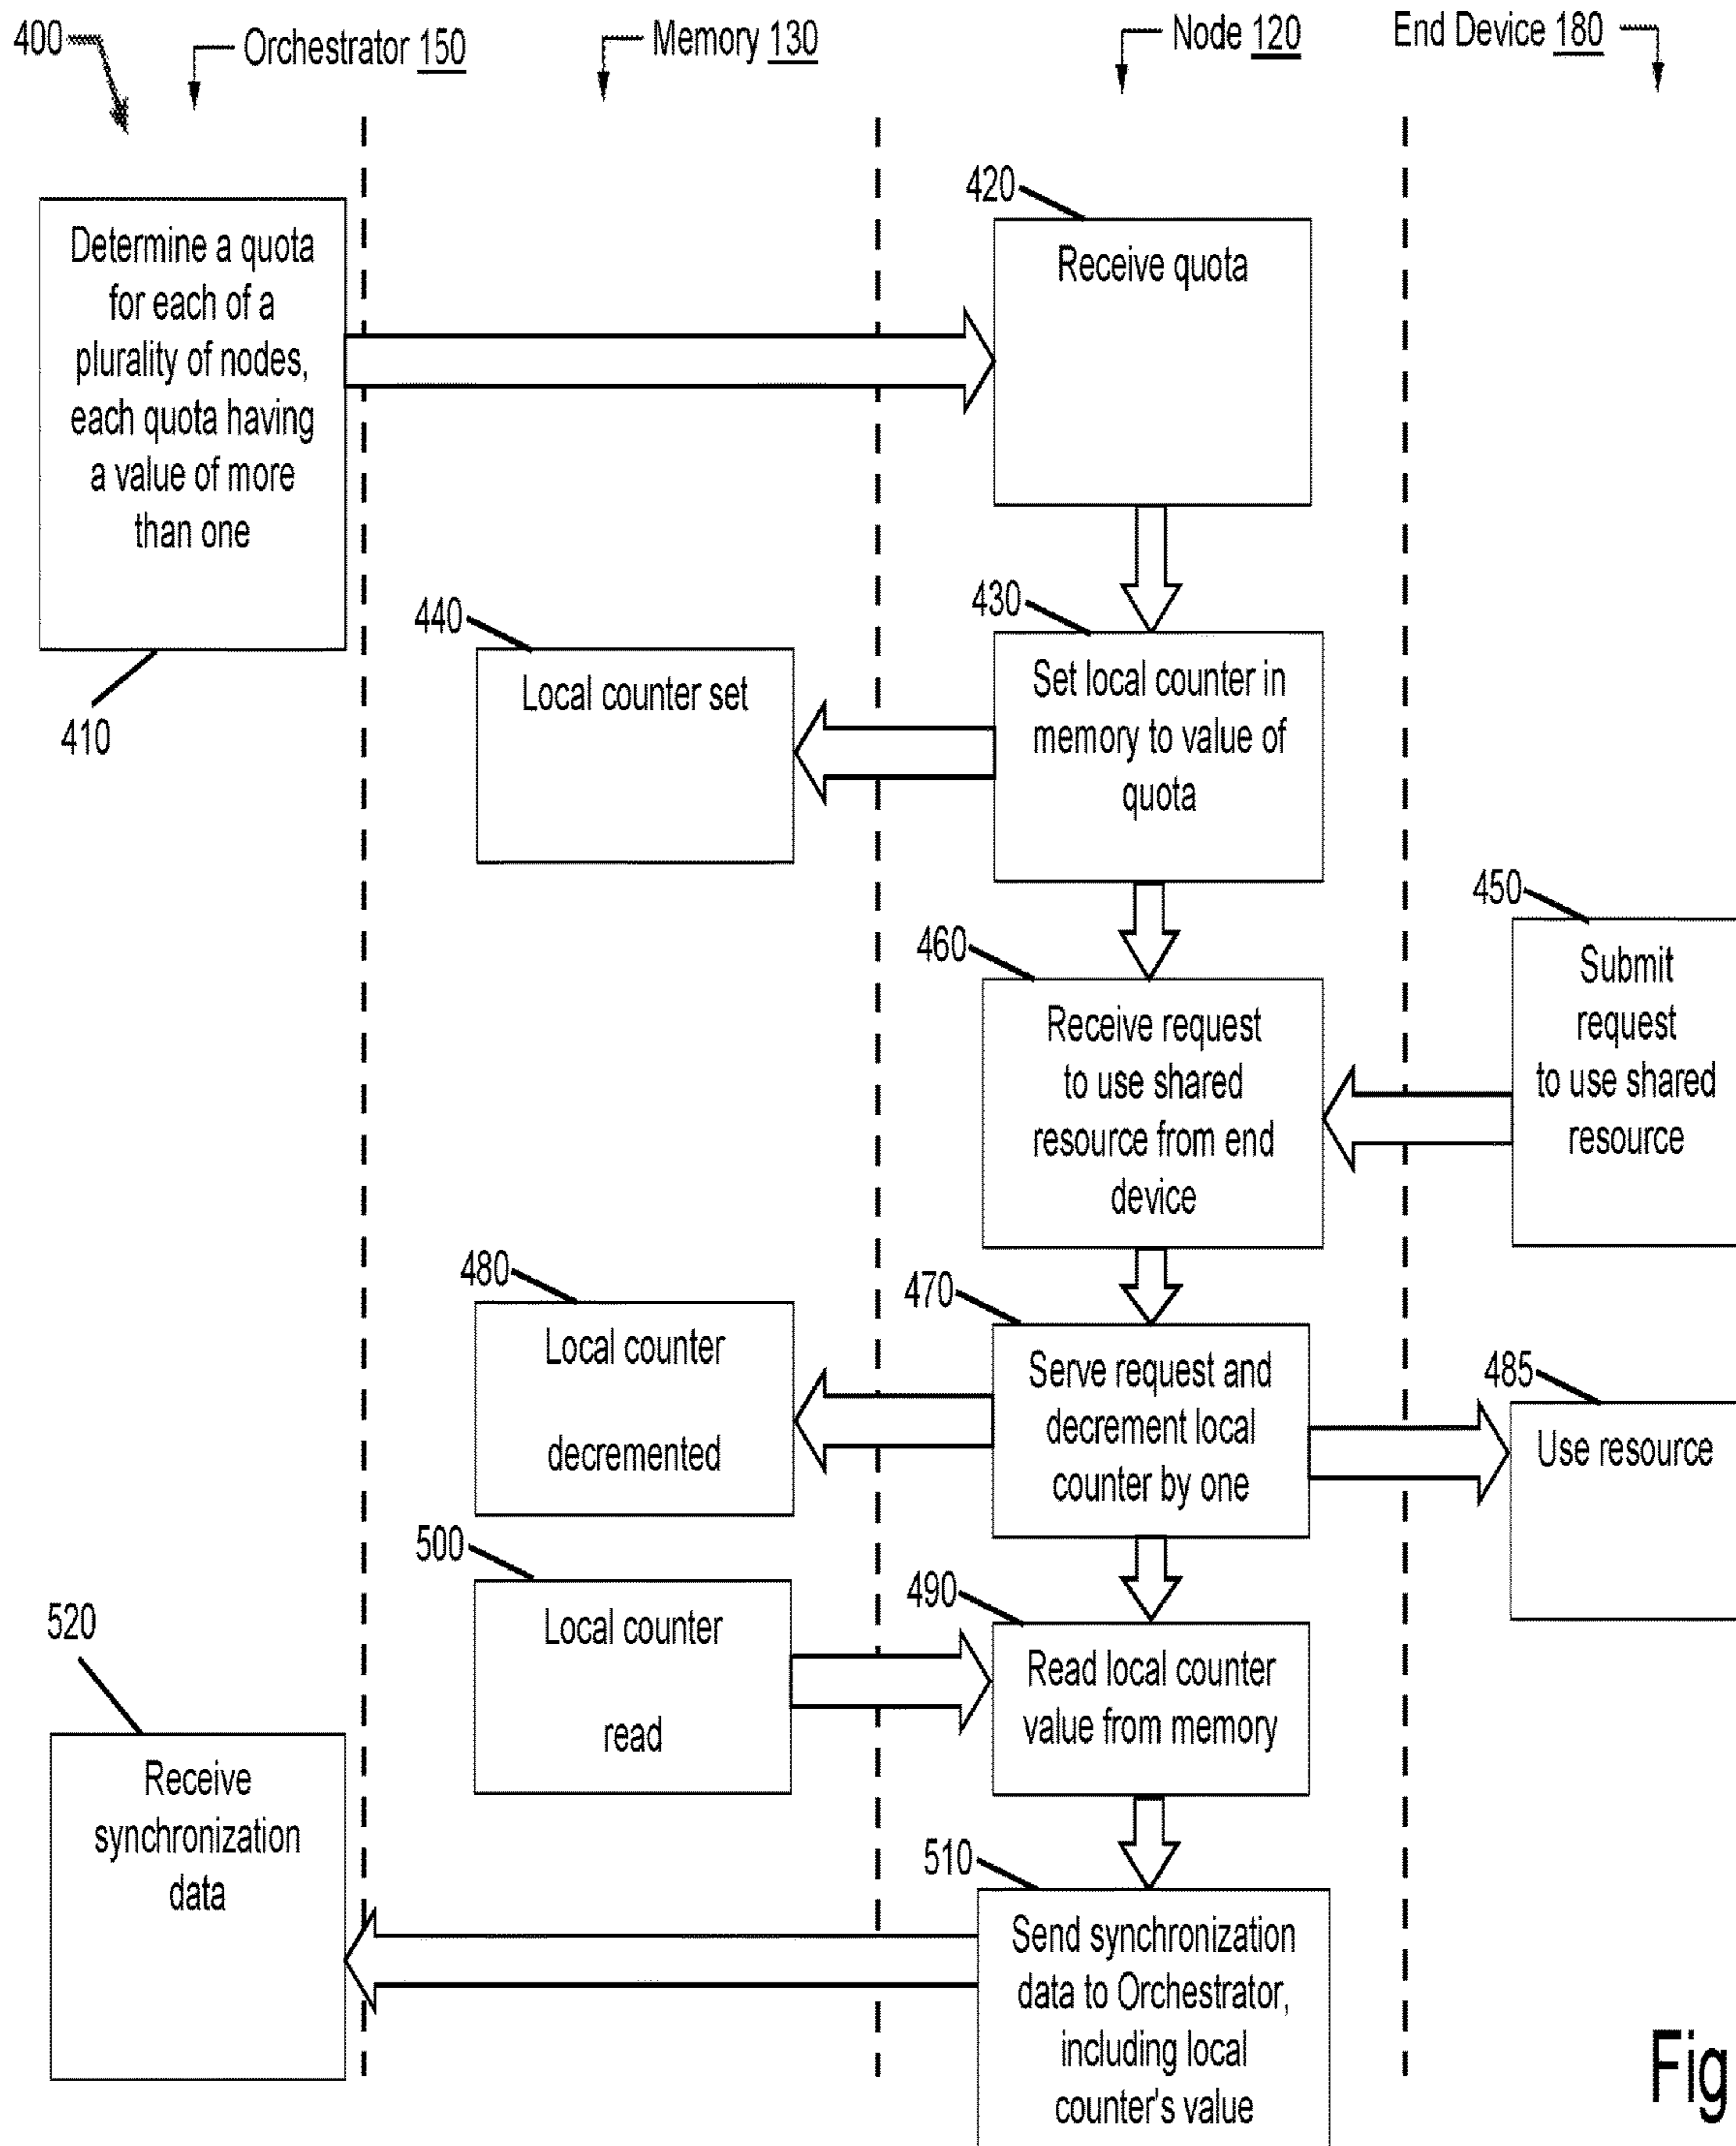 400
Orchestrator 150
Memory 130
Node 120
End Device 180
Determine a quota
for each of a
plurality of nodes,
each quota having
a value of more
than one
410
420
Receive quota
430
Set local counter in
memory to value of
quota
440
Local counter set
450
Submit
request
to use shared
resource
460
Receive request
to use shared
resource from end
device
470
Serve request and
decrement local
counter by one
480
Local counter
decremented
485
Use resource
490
Read local counter
value from memory
500
Local counter
read
510
Send synchronization
data to Orchestrator,
including local
counter's value
520
Receive
synchronization
data
Fig